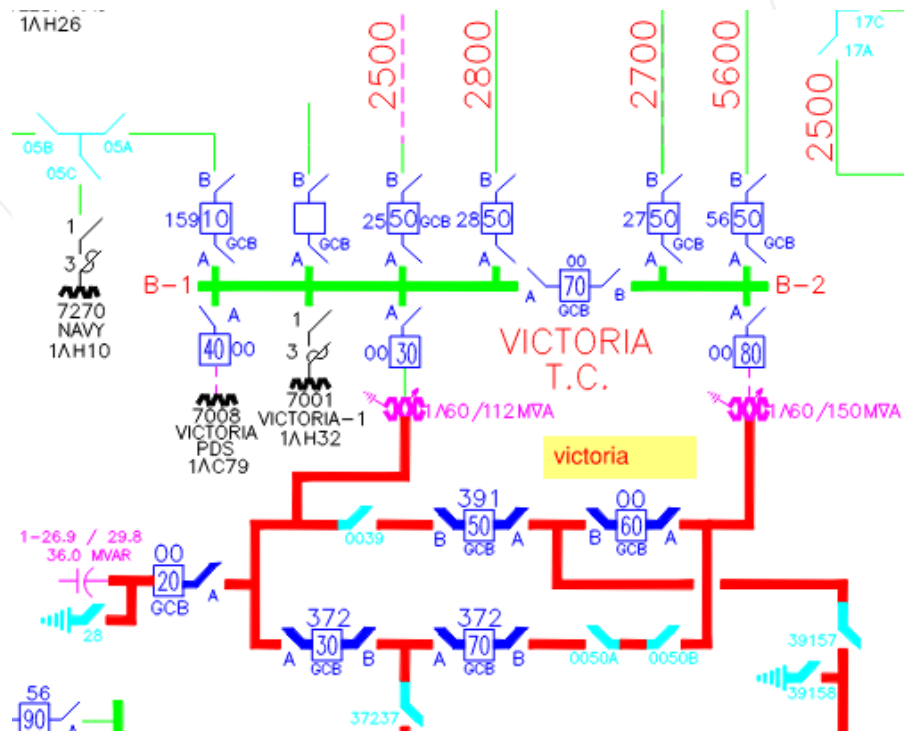 1ΛH26
2500
2800
2700
5600
17C
17A
2500
05B
05A
05C
B
B
B
B
B
B
159 10
25 50 GCB
28 50
27 50
56 50
GCB
GCB
GCB
A
A
A
A
A
A
1
3
7270
NAVY
1ΛH10
B-1
00
A 70 B
GCB
B-2
A
A
A
40 00
1
3
00 30
VICTORIA
T.C.
00 80
7008
VICTORIA
PDS
1ΛC79
7001
VICTORIA-1
1ΛH32
1Λ60/112 MVA
1Λ60/150MVA
victoria
391
00
0039
B 50 A
GCB
B 60 A
GCB
1-26.9 / 29.8
36.0 MVAR
00
20 A
GCB
28
372
372
A 30 B
GCB
A 70 B
GCB
0050A
0050B
39157
39158
37237
56
90
A